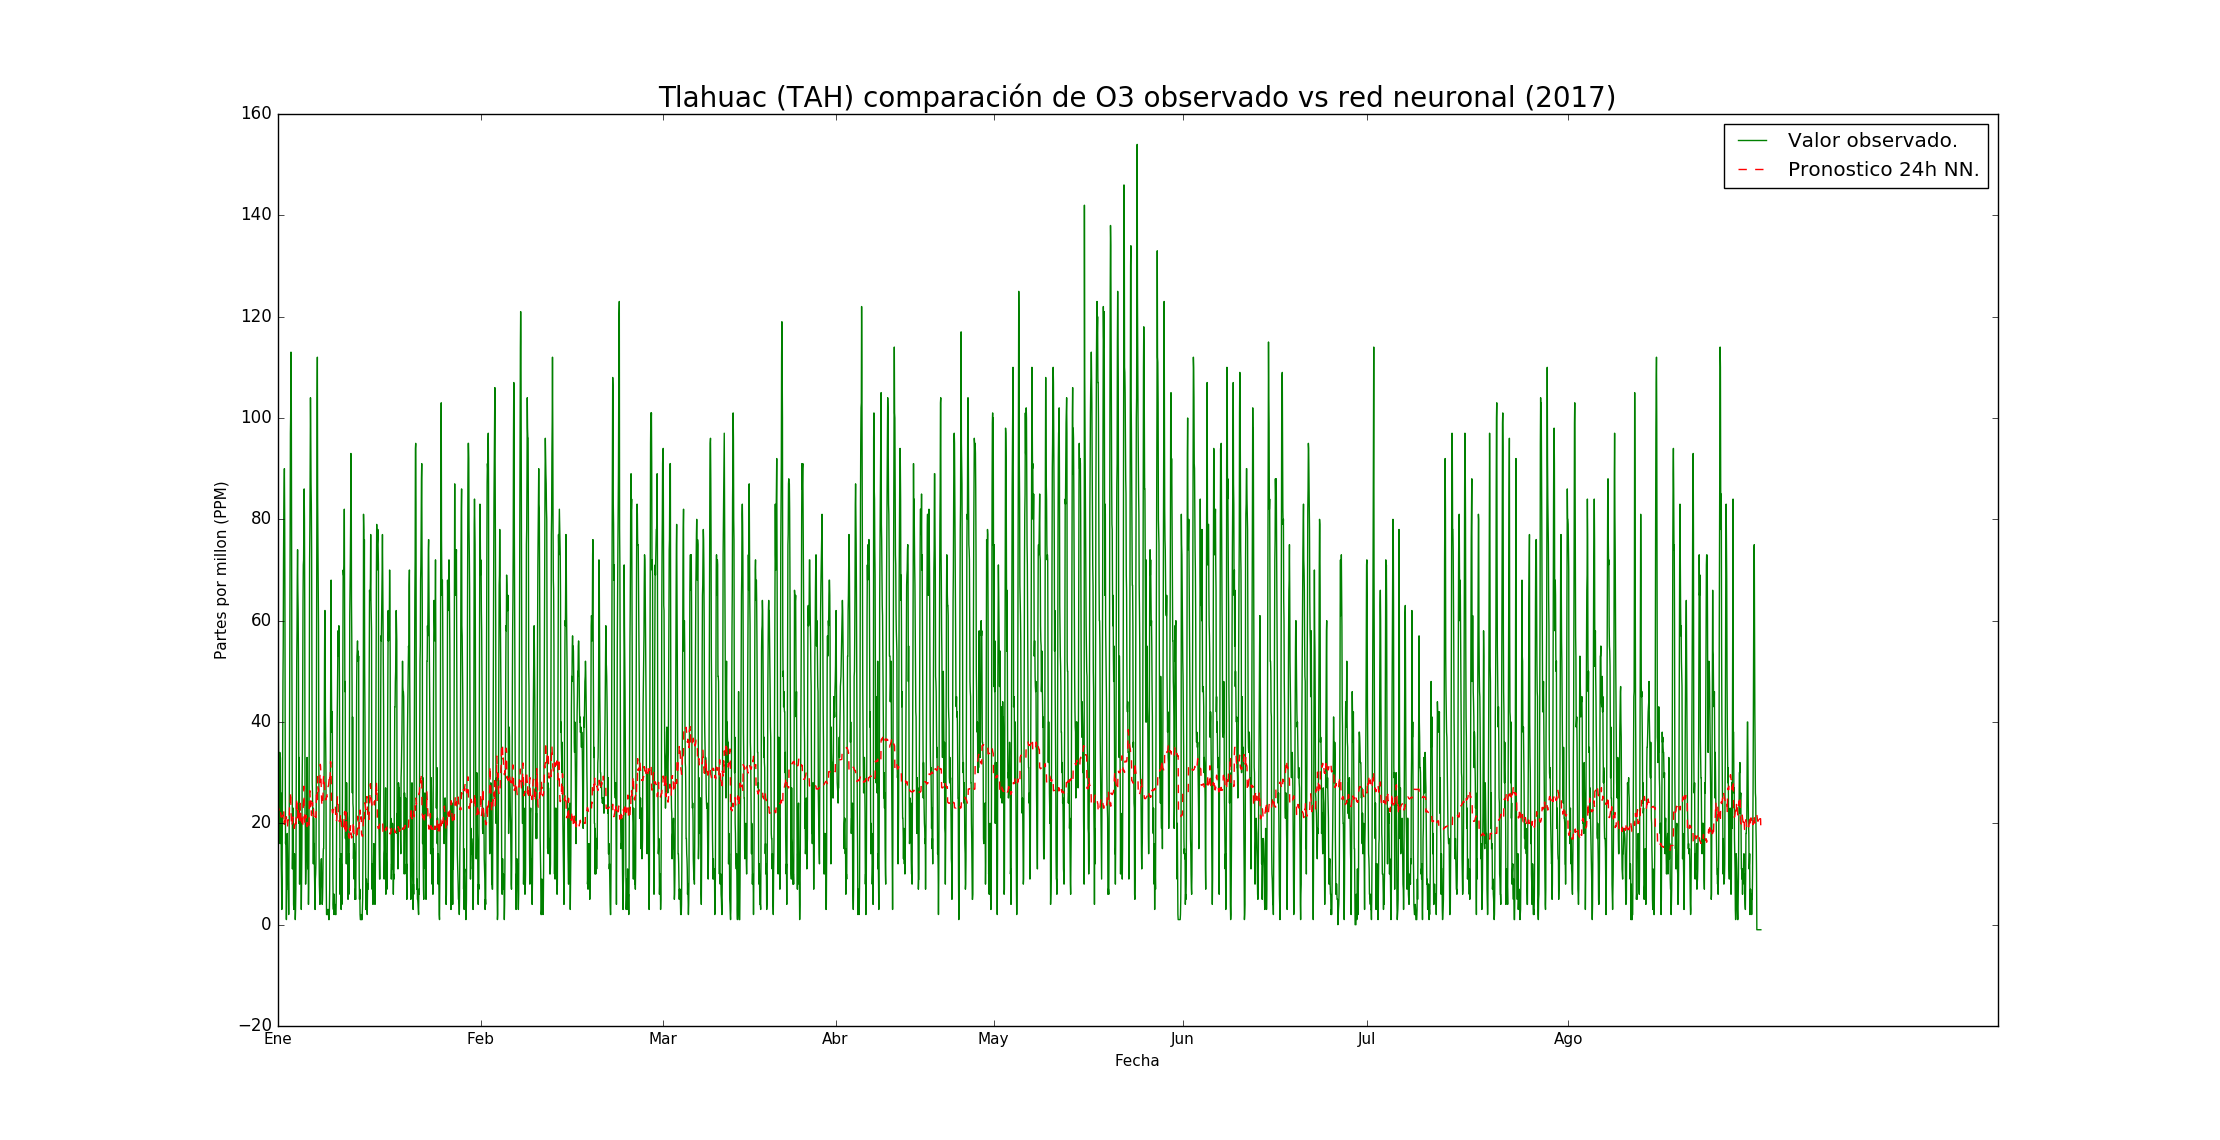 Tlahuac (TAH) comparación de O3 observado vs red neuronal (2017)
Valor observado.
Pronostico 24h NN.
160
140
120
100
80
60
40
20
0
−20
Partes por millon (PPM)
Ene Feb Mar Abr May Jun Jul Ago
Fecha